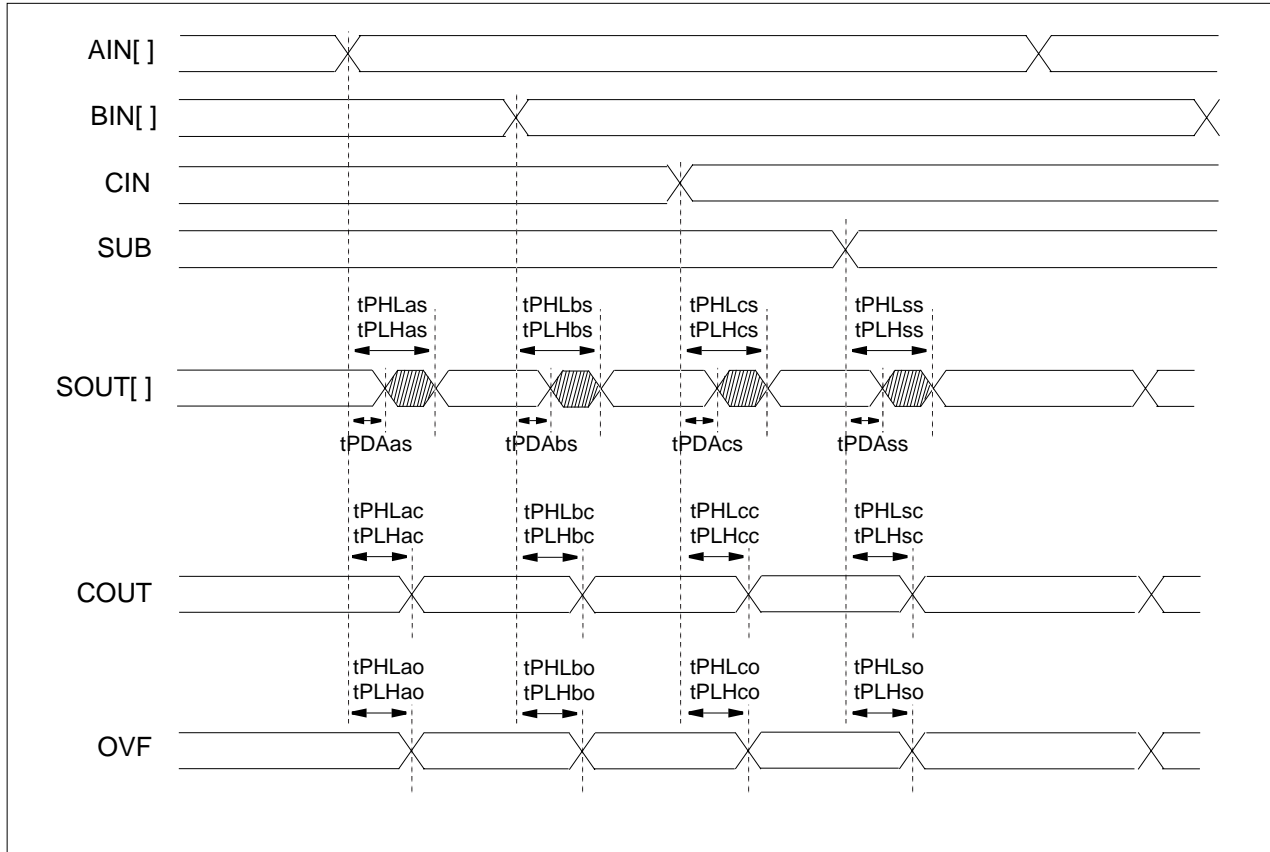 AIN[ ]
BIN[ ]
CIN
SUB
tPHLas tPHLbs tPHLcs tPHLss
tPLHas tPLHbs tPLHcs tPLHss
SOUT[ ]
tPDAas tPDAbs tPDAcs tPDAss
tPHLac tPHLbc tPHLcc tPHLsc
tPLHac tPLHbc tPLHcc tPLHsc
COUT
tPHLao tPHLbo tPHLco tPHLso
tPLHao tPLHbo tPLHco tPLHso
OVF